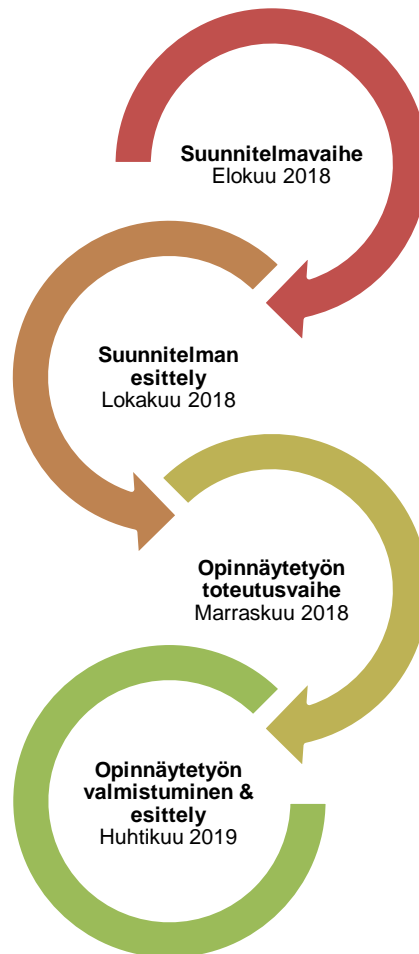 Suunnitelmavaihe
Elokuu 2018
Suunnitelman
esittely
Lokakuu 2018
Opinnäytetyön
toteutusvaihe
Marraskuu 2018
Opinnäytetyön
valmistuminen &
esittely
Huhtikuu 2019